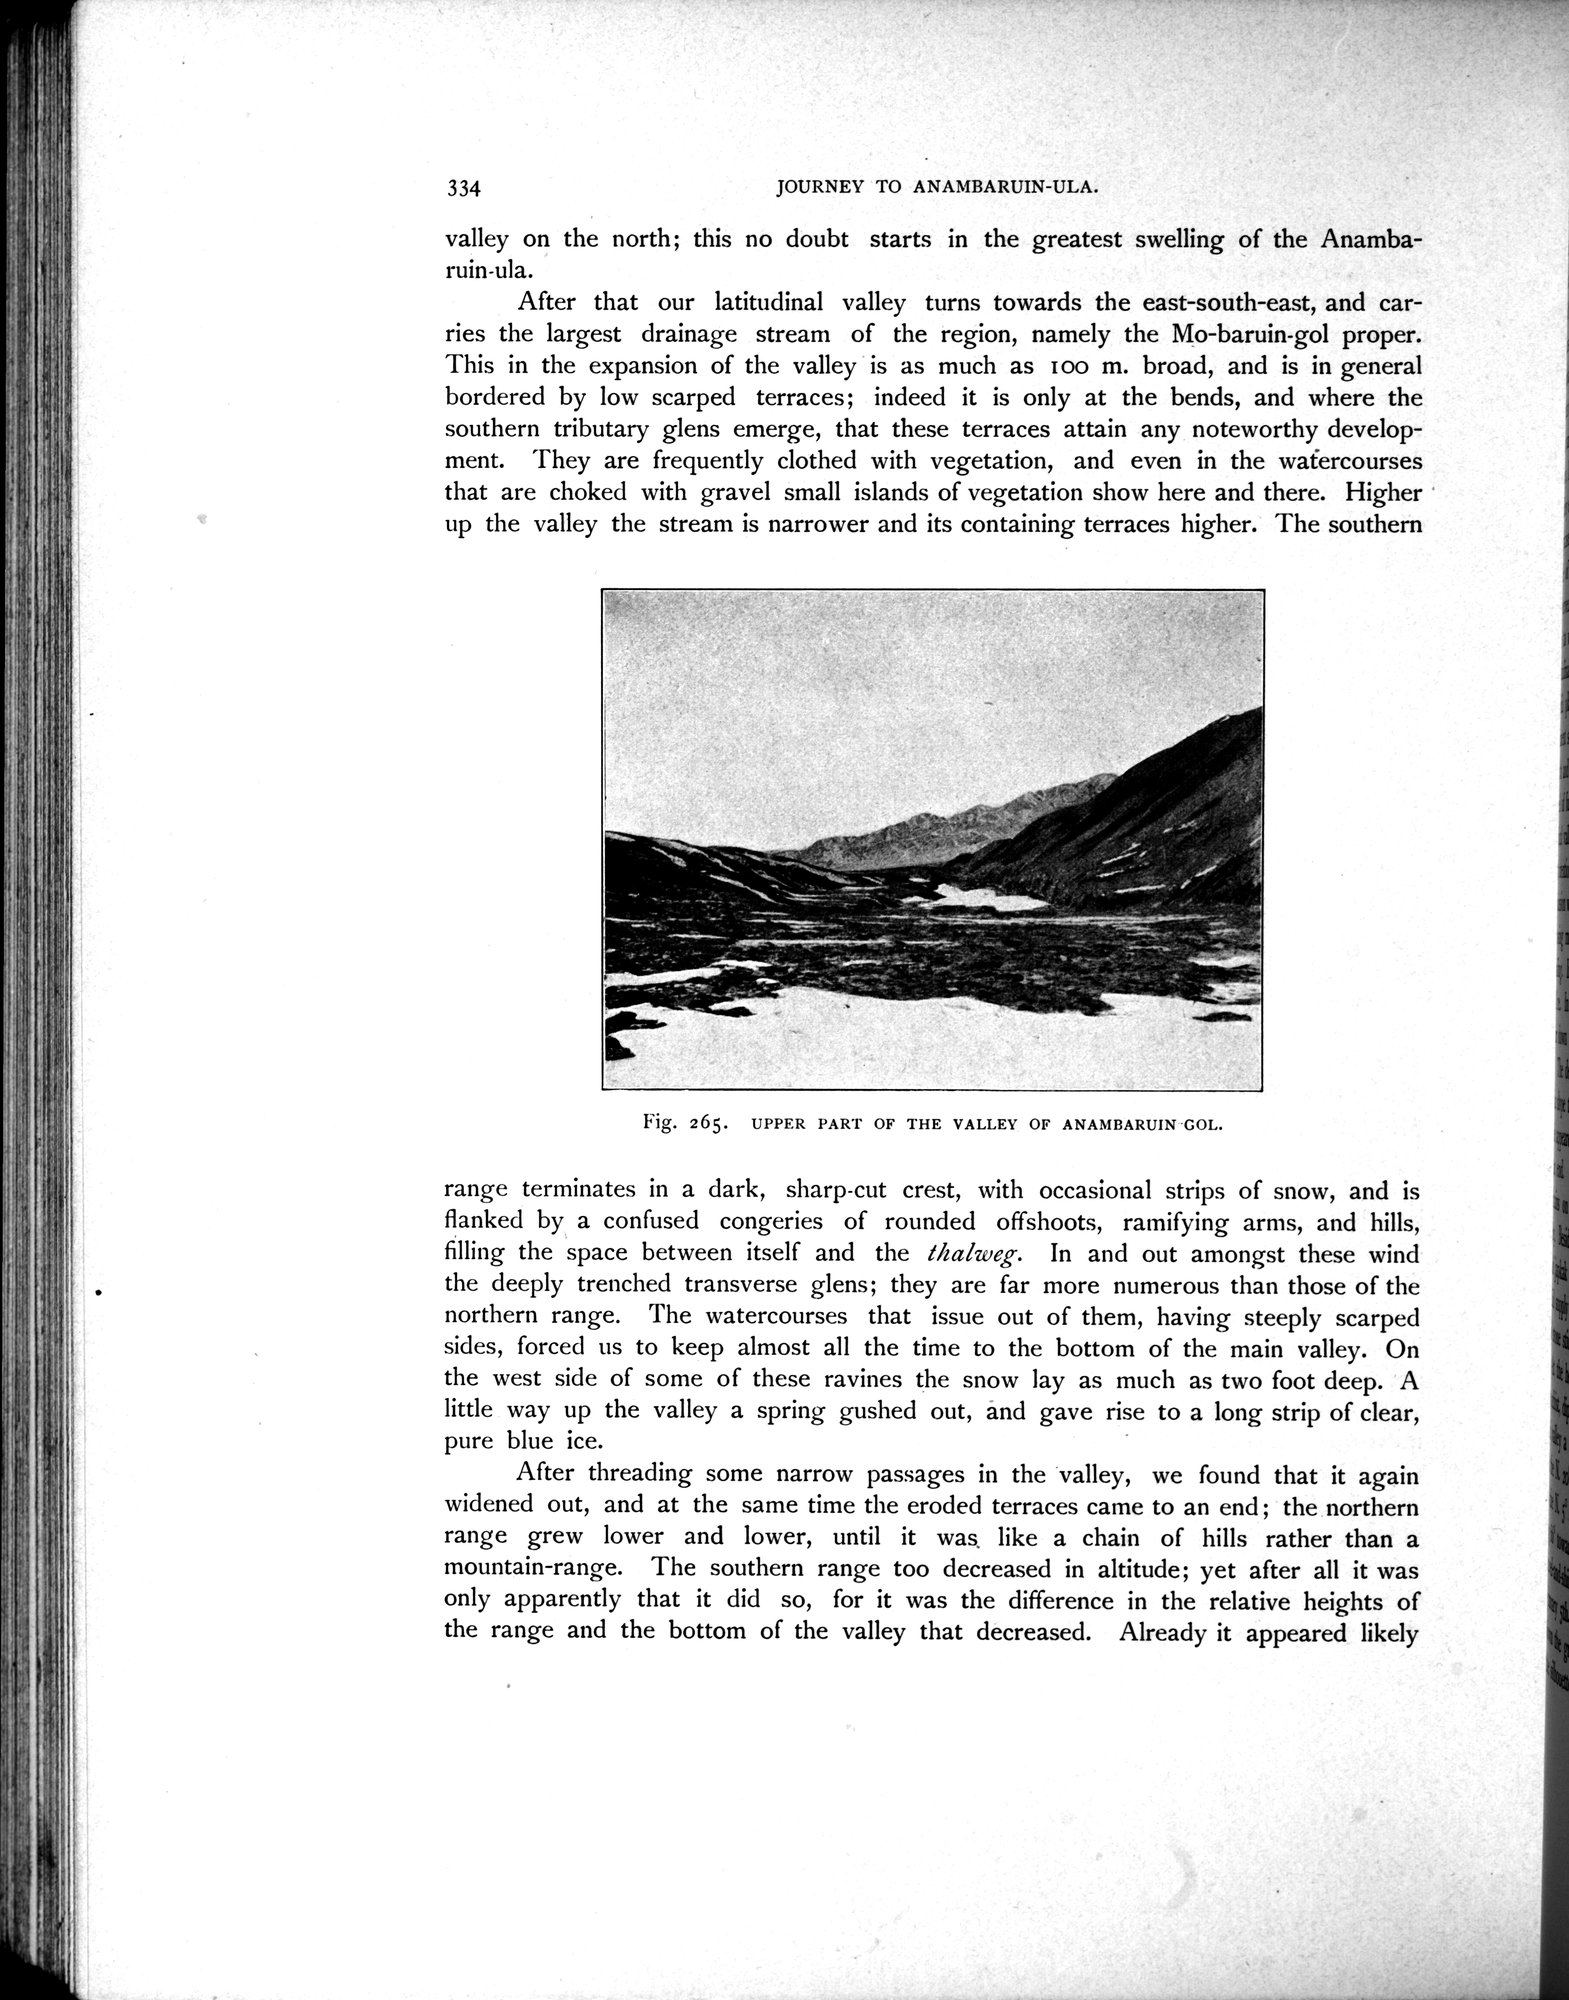 334 JOURNEY TO ANAMBARUIN-ULA.
valley on the north; this no doubt starts in the greatest swelling of the Anamba-
ruin-ula.
After that our latitudinal valley turns towards the east-south-east, and car-
ries the largest drainage stream of the region, namely the Mo-baruin-gol proper.
This in the expansion of the valley is as much as 100 m. broad, and is in general
bordered by low scarped terraces; indeed it is only at the bends, and where the
southern tributary glens emerge, that these terraces attain any noteworthy develop-
ment. They are frequently clothed with vegetation, and even in the watercourses
that are choked with gravel small islands of vegetation show here and there. Higher
up the valley the stream is narrower and its containing terraces higher. The southern
Fig. 265. UPPER PART OF THE VALLEY OF ANAMBARUIN-GOL.
range terminates in a dark, sharp-cut crest, with occasional strips of snow, and is
flanked by a confused congeries of rounded offshoots, ramifying arms, and hills,
filling the space between itself and the thalweg. In and out amongst these wind
the deeply trenched transverse glens; they are far more numerous than those of the
northern range. The watercourses that issue out of them, having steeply scarped
sides, forced us to keep almost all the time to the bottom of the main valley. On
the west side of some of these ravines the snow lay as much as two foot deep. A
little way up the valley a spring gushed out, and gave rise to a long strip of clear,
pure blue ice.
After threading some narrow passages in the valley, we found that it again
widened out, and at the same time the eroded terraces came to an end; the northern
range grew lower and lower, until it was like a chain of hills rather than a
mountain-range. The southern range too decreased in altitude; yet after all it was
only apparently that it did so, for it was the difference in the relative heights of
the range and the bottom of the valley that decreased. Already it appeared likely